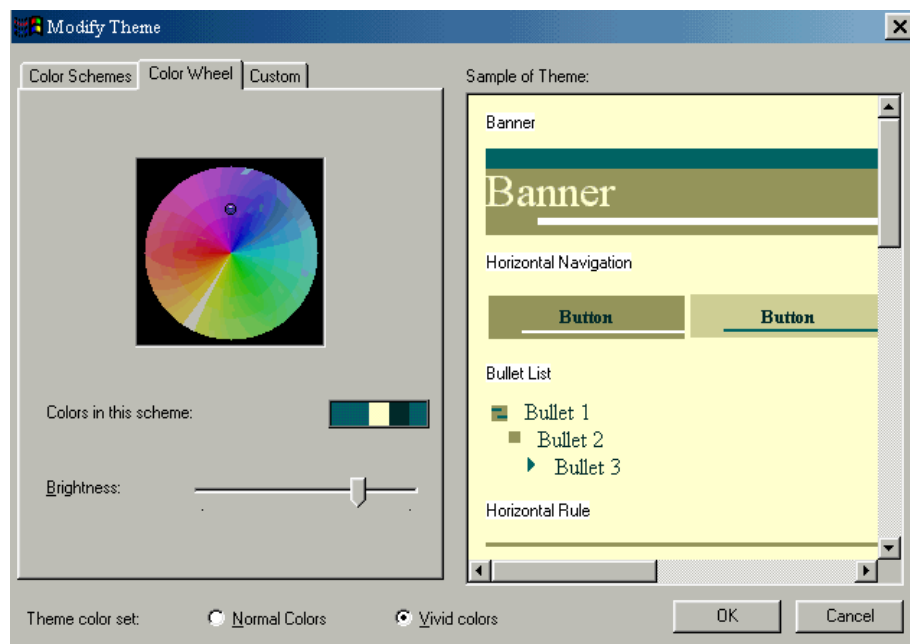 Modify Theme
Color Schemes
Color Wheel
Custom
Colors in this scheme:
Brightness:
Sample of Theme:
Banner
Banner
Horizontal Navigation
Button
Button
Bullet List
Bullet 1
Bullet 2
Bullet 3
Horizontal Rule
Theme color set:
Normal Colors
Vivid colors
OK
Cancel